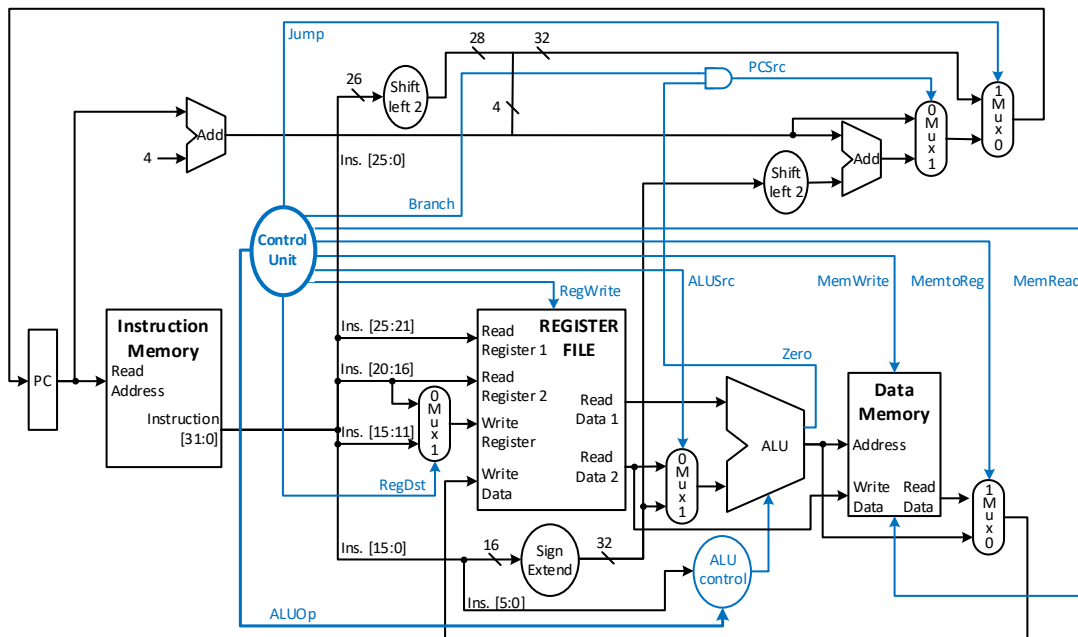 Jump
28
32
26
Shift
left 2
PCSrc
4
Add
4
Ins. [25:0]
0
M
u
x
1
1
M
u
x
0
Add
Shift
left 2
Branch
Control
Unit
RegWrite
ALUSrc
MemWrite
MemtoReg
MemRead
Instruction
Memory
Read
Address
Instruction
[31:0]
PC
Ins. [25:21]
Ins. [20:16]
Ins. [15:11]
0
M
u
x
1
RegDst
REGISTER
FILE
Read
Register 1
Read
Register 2
Write
Register
Write
Data
Read
Data 1
Read
Data 2
Zero
0
M
u
x
1
ALU
Data
Memory
Address
Write
Data
Read
Data
1
M
u
x
0
Ins. [15:0]
16
Sign
Extend
32
ALU
control
Ins. [5:0]
ALUOp